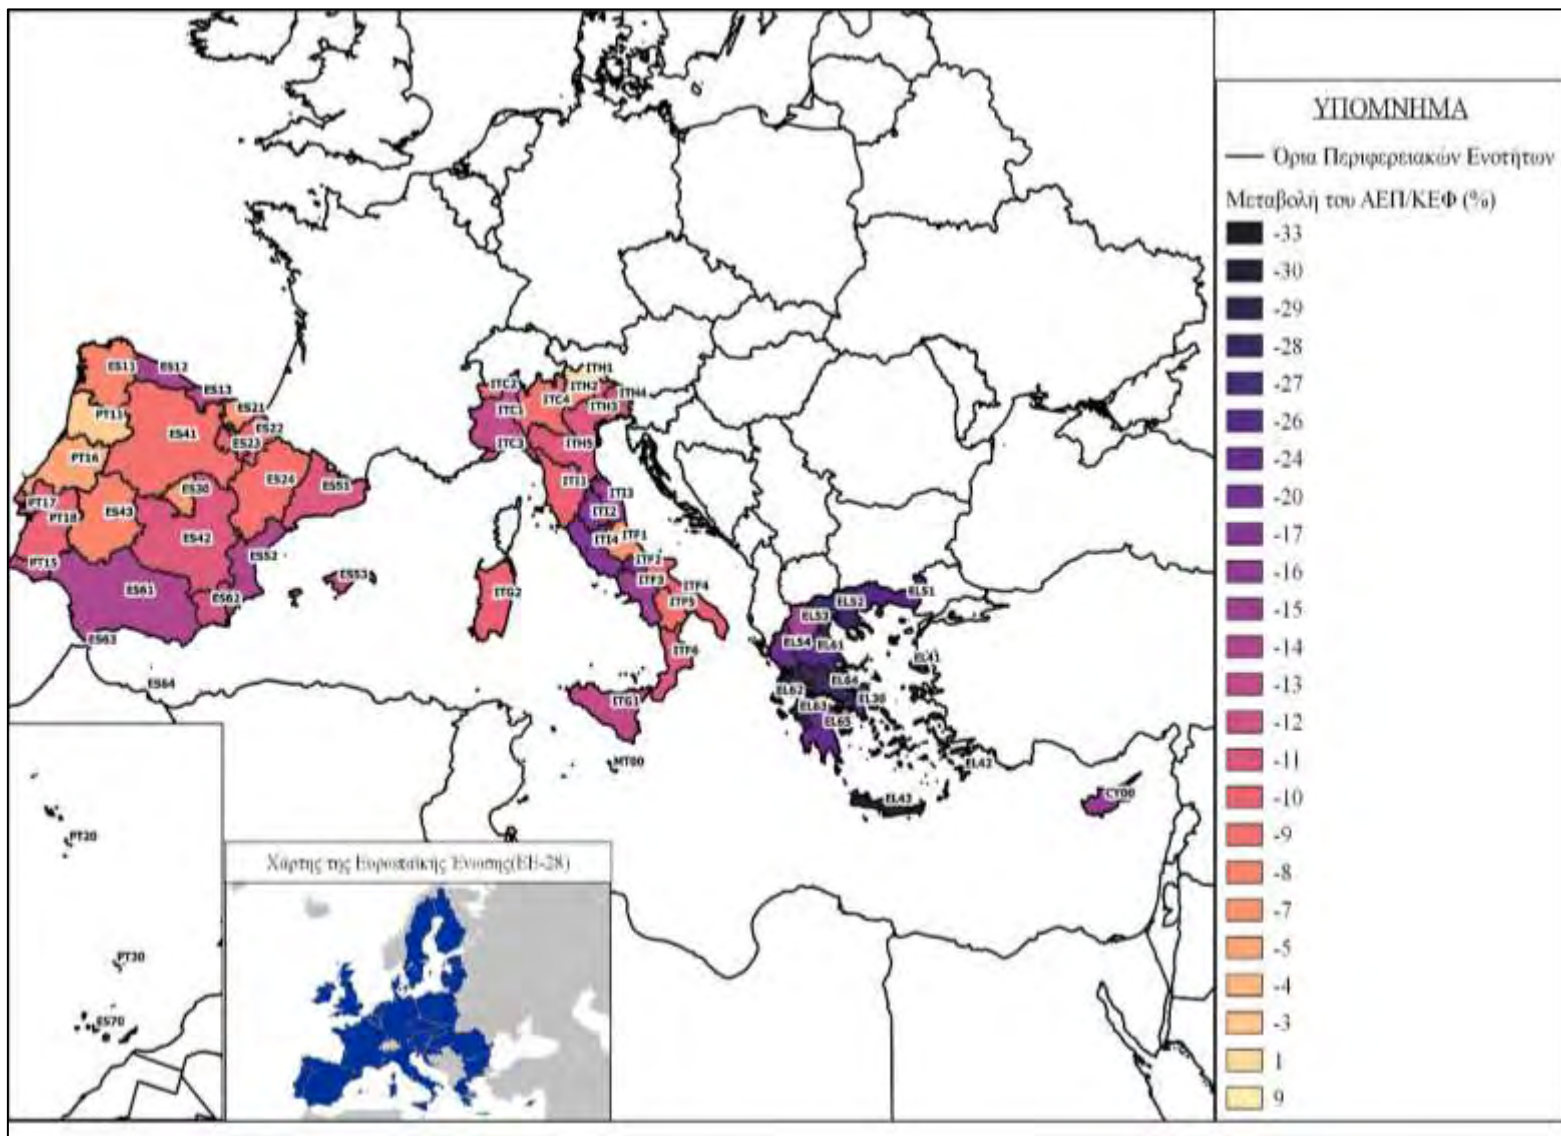 ΥΠΟΜΝΗΜΑ
Όρια Περιφερειακών Ενοτήτων
Μεταβολή του ΑΕΠ/ΚΕΦ (%)
-33
-30
-29
-28
-27
-26
-24
-20
-17
-16
-15
-14
-13
-12
-11
-10
-9
-8
-7
-5
-4
-3
1
9
ES11
ES12
ES13
ES21
ES22
ES23
ES24
ES30
ES41
ES42
ES43
ES51
ES52
ES53
ES61
ES62
ES63
ES64
PT11
PT16
PT17
PT18
PT15
ITC2
ITC1
ITC4
ITC3
ITH1
ITH2
ITH4
ITH3
ITH5
ITI1
ITI3
ITI2
ITI4
ITF1
ITF2
ITF3
ITF4
ITF5
ITF6
ITG2
ITG1
MT00
EL51
EL52
EL53
EL54
EL61
EL41
EL62
EL64
EL63
EL30
EL65
EL42
EL43
CY00
PT20
PT30
ES70
Χάρτης της Ευρωπαϊκής Ένωσης(ΕΕ-28)